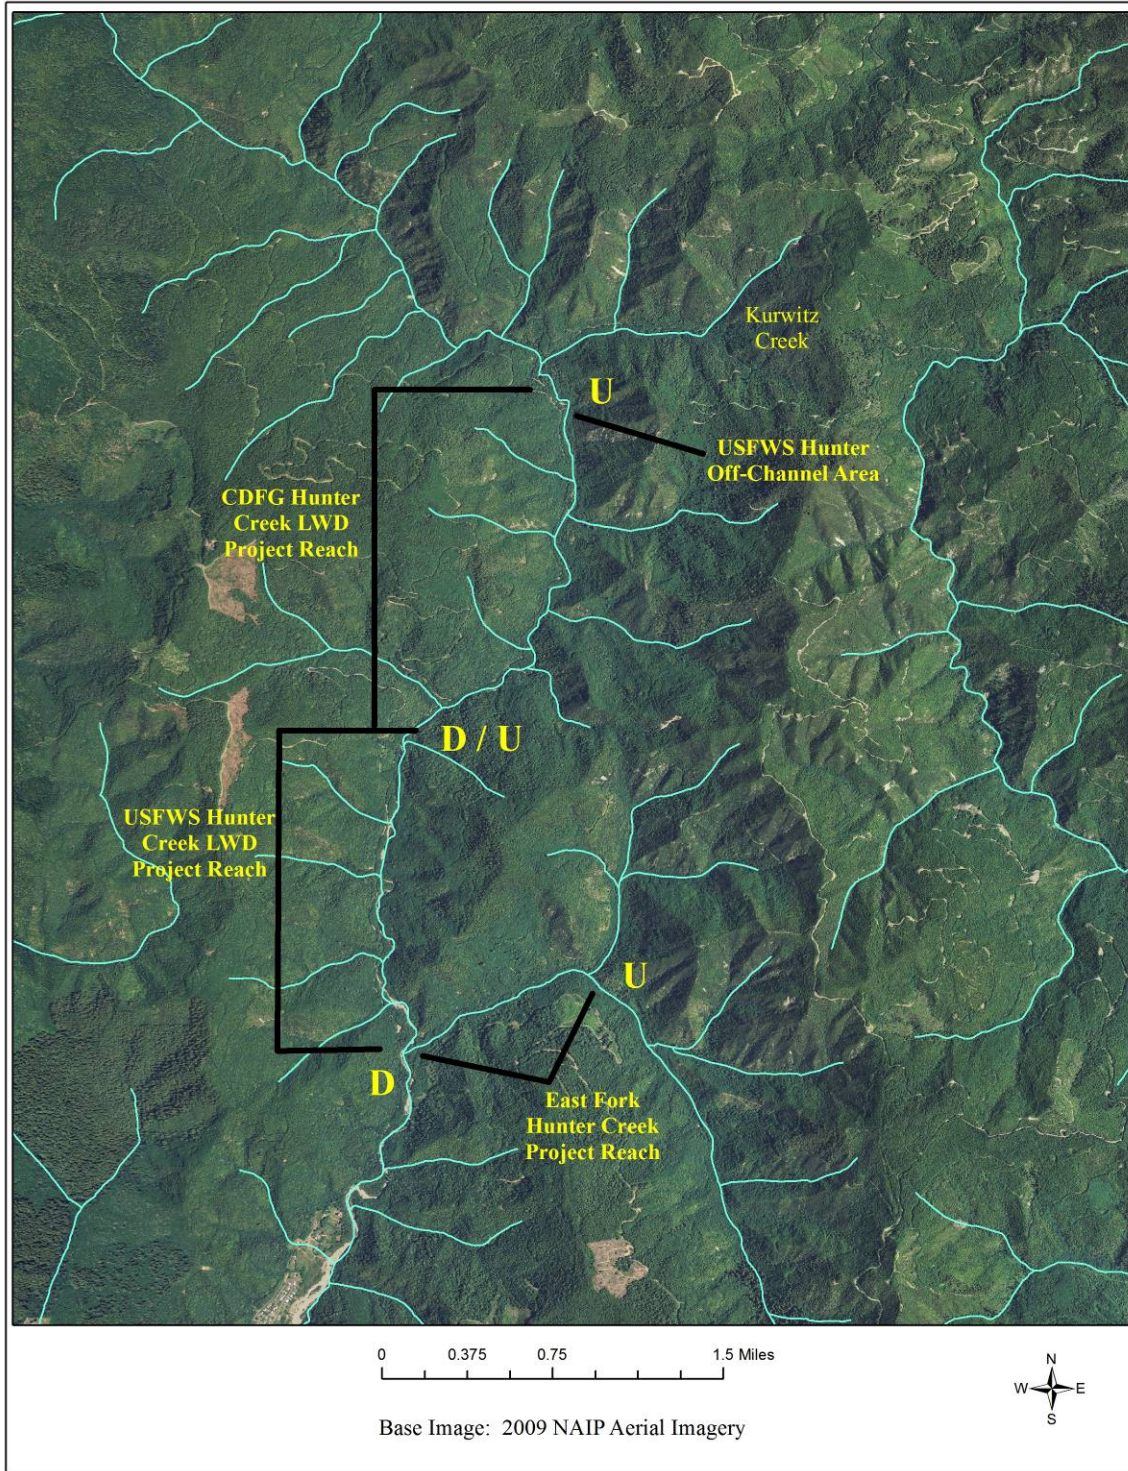 Kurwitz
Creek
U
USFWS Hunter
Off-Channel Area
CDFG Hunter
Creek LWD
Project Reach
D / U
USFWS Hunter
Creek LWD
Project Reach
U
D
East Fork
Hunter Creek
Project Reach
0 0.375 0.75 1.5 Miles
N
W E
S
Base Image: 2009 NAIP Aerial Imagery